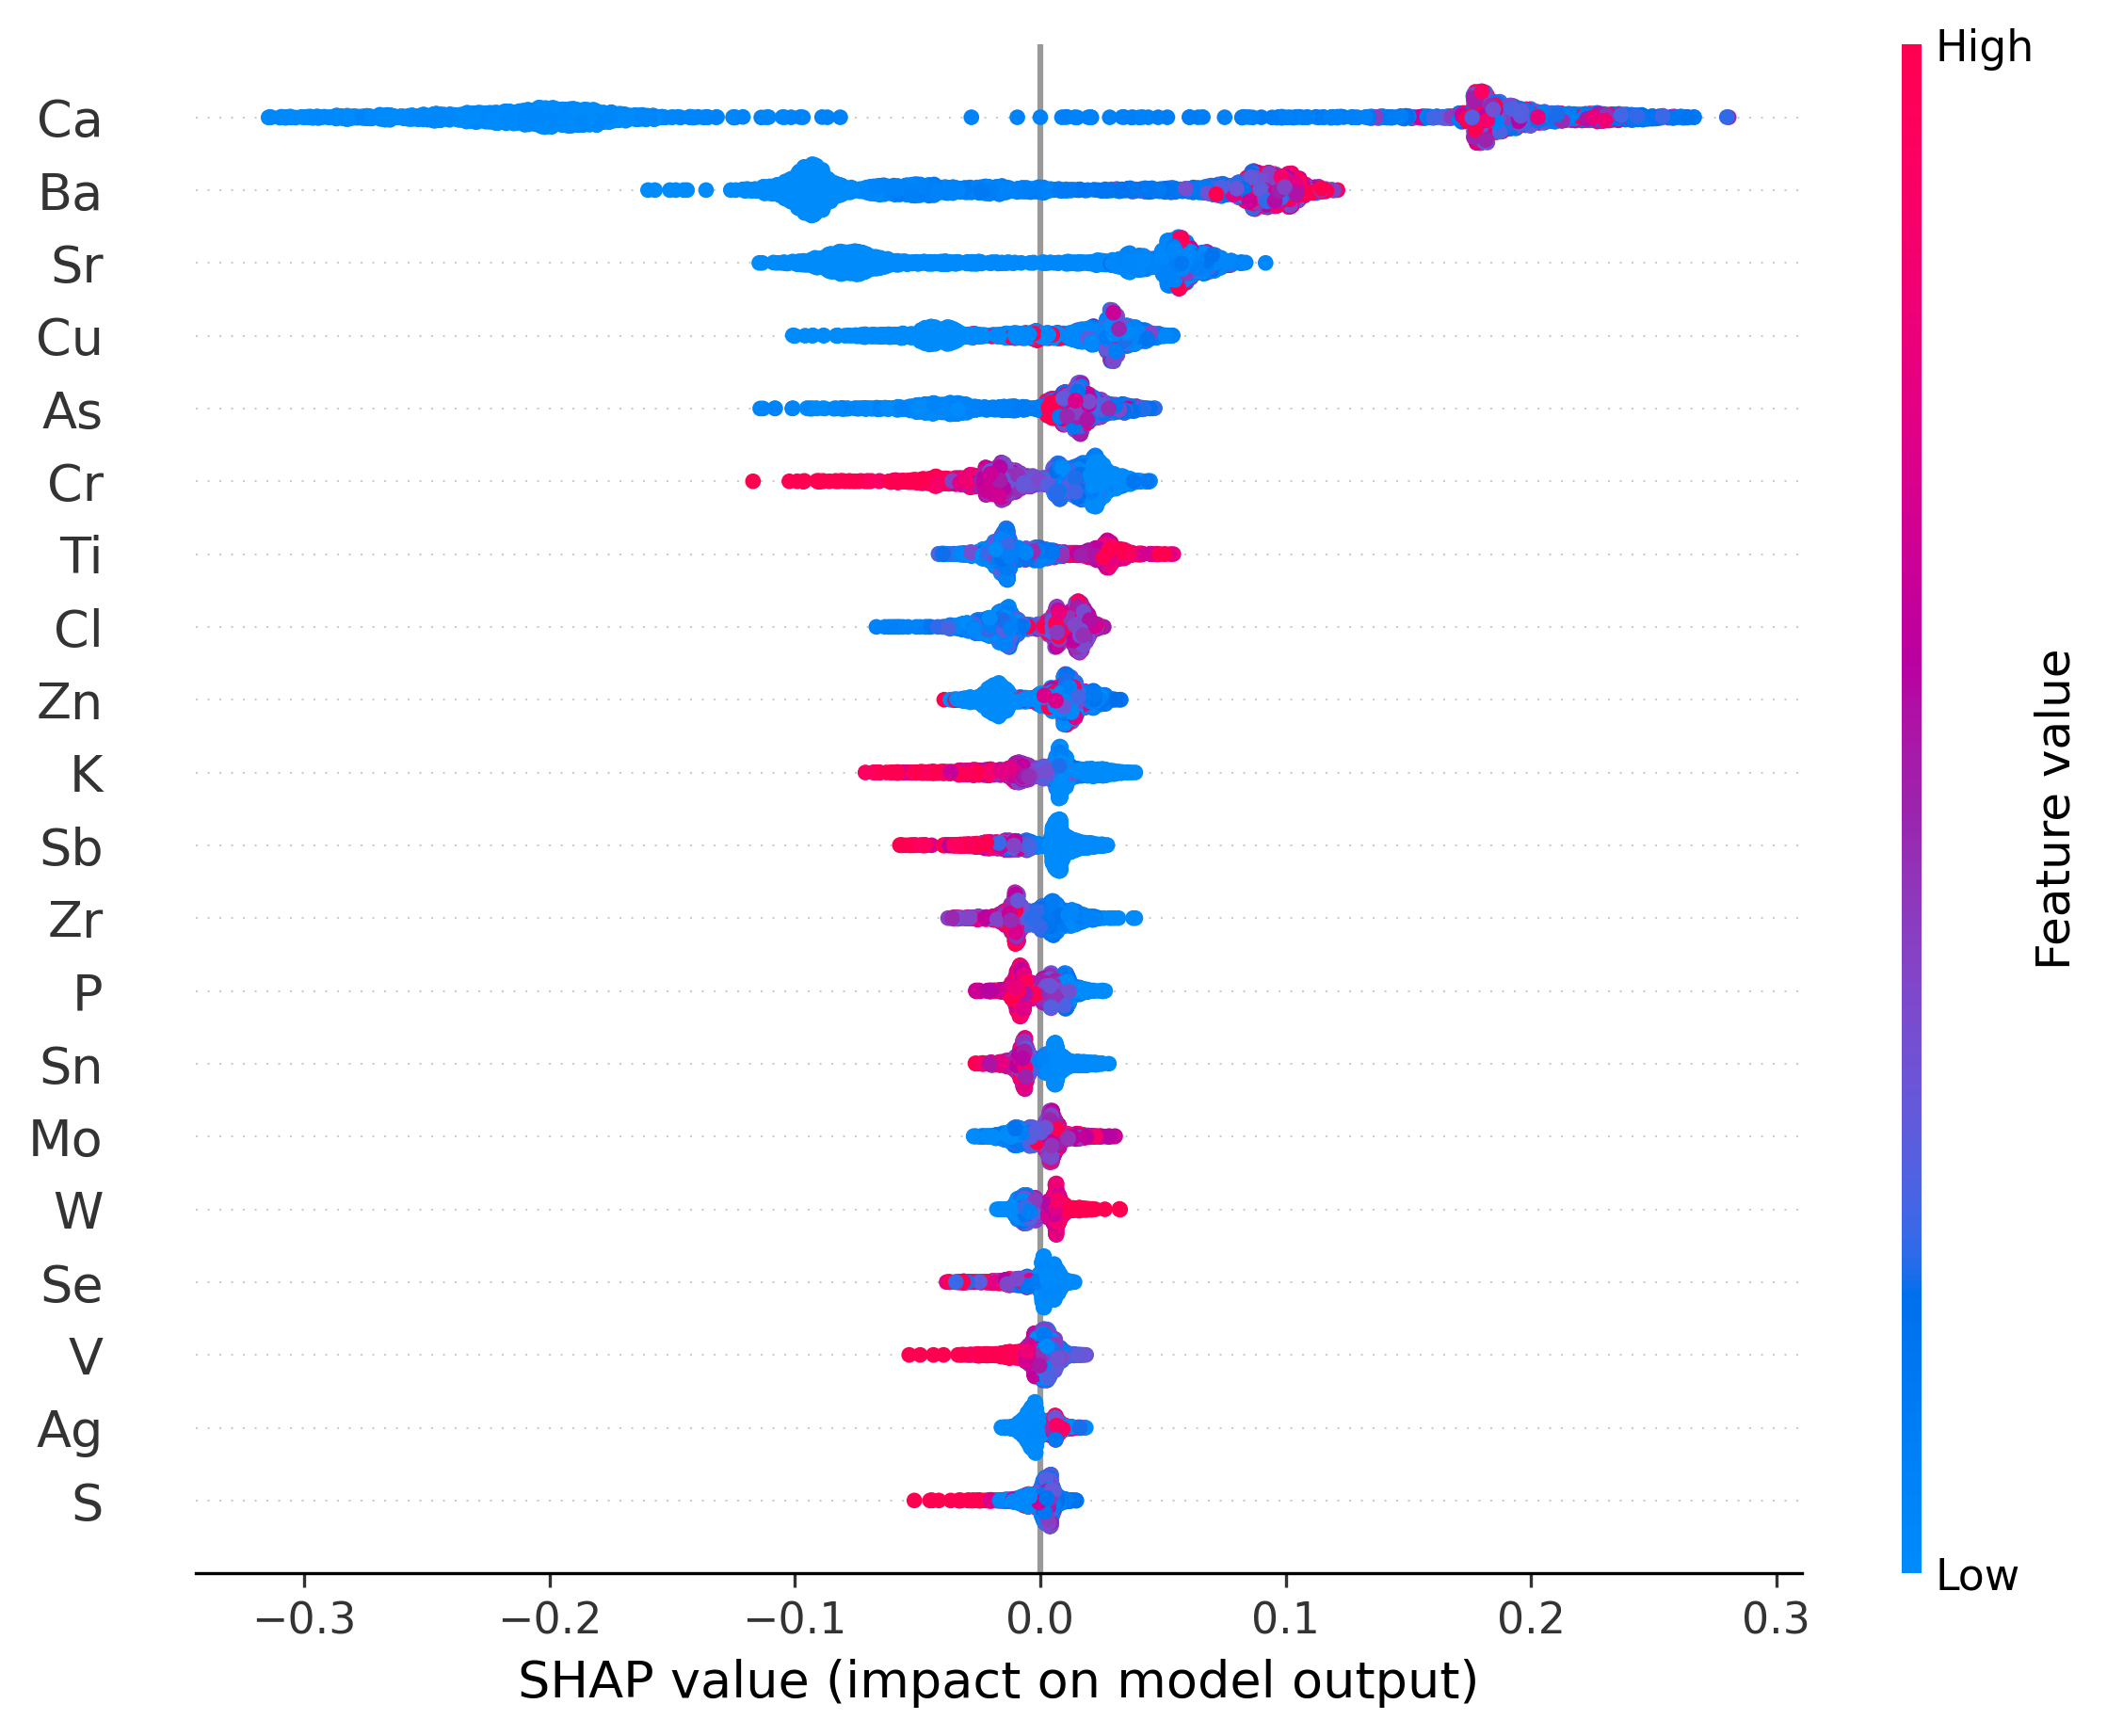 High
Ca
Ba
Sr
Cu
As
Cr
Ti
Cl
Zn
K
Sb
Zr
P
Sn
Mo
W
Se
V
Ag
S
Feature value
Low
−0.3 −0.2 −0.1 0.0 0.1 0.2 0.3
SHAP value (impact on model output)